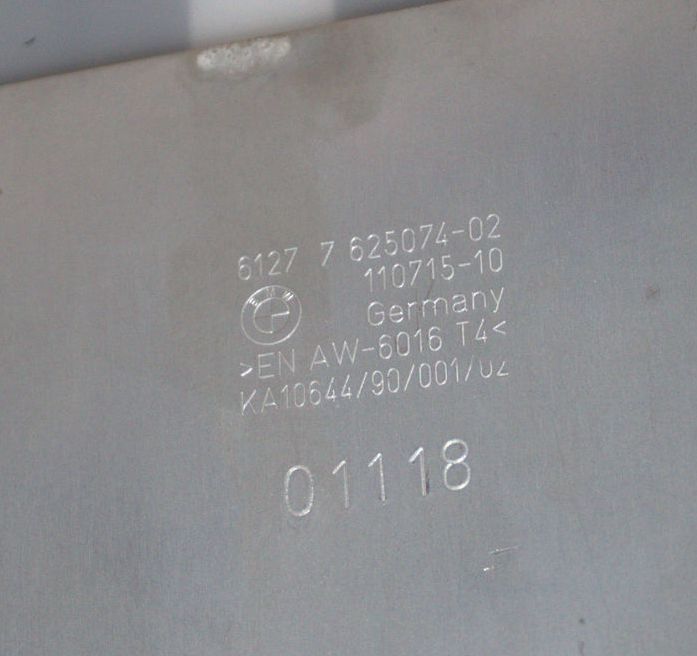 6127 7 625074-02
110715-10
Germany
>EN AW-6016 T4<
KA10644/90/001/02
01118